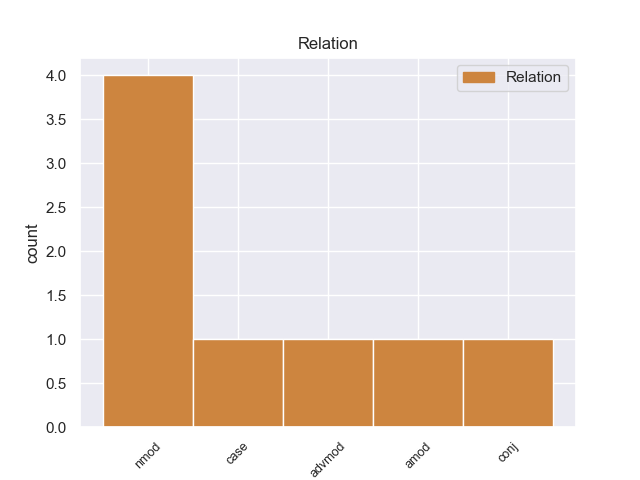 Relation
Relation
4.0
3.5
3.0
2.5
2.0
1.5
1.0
0.5
0.0
count
nmod
case
advmod
amod
conj